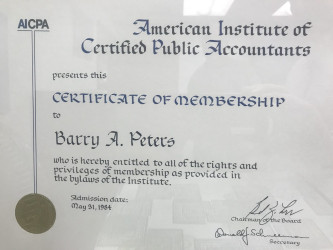 AICPA
American Institute of
Certified Public Accountants
presents this
CERTIFICATE OF MEMBERSHIP
to
Barry A. Peters
who is hereby entitled to all of the rights and
privileges of membership as provided in
the bylaws of the Institute.
Admission date:
May 31, 1984
Chairman of the Board
Secretary